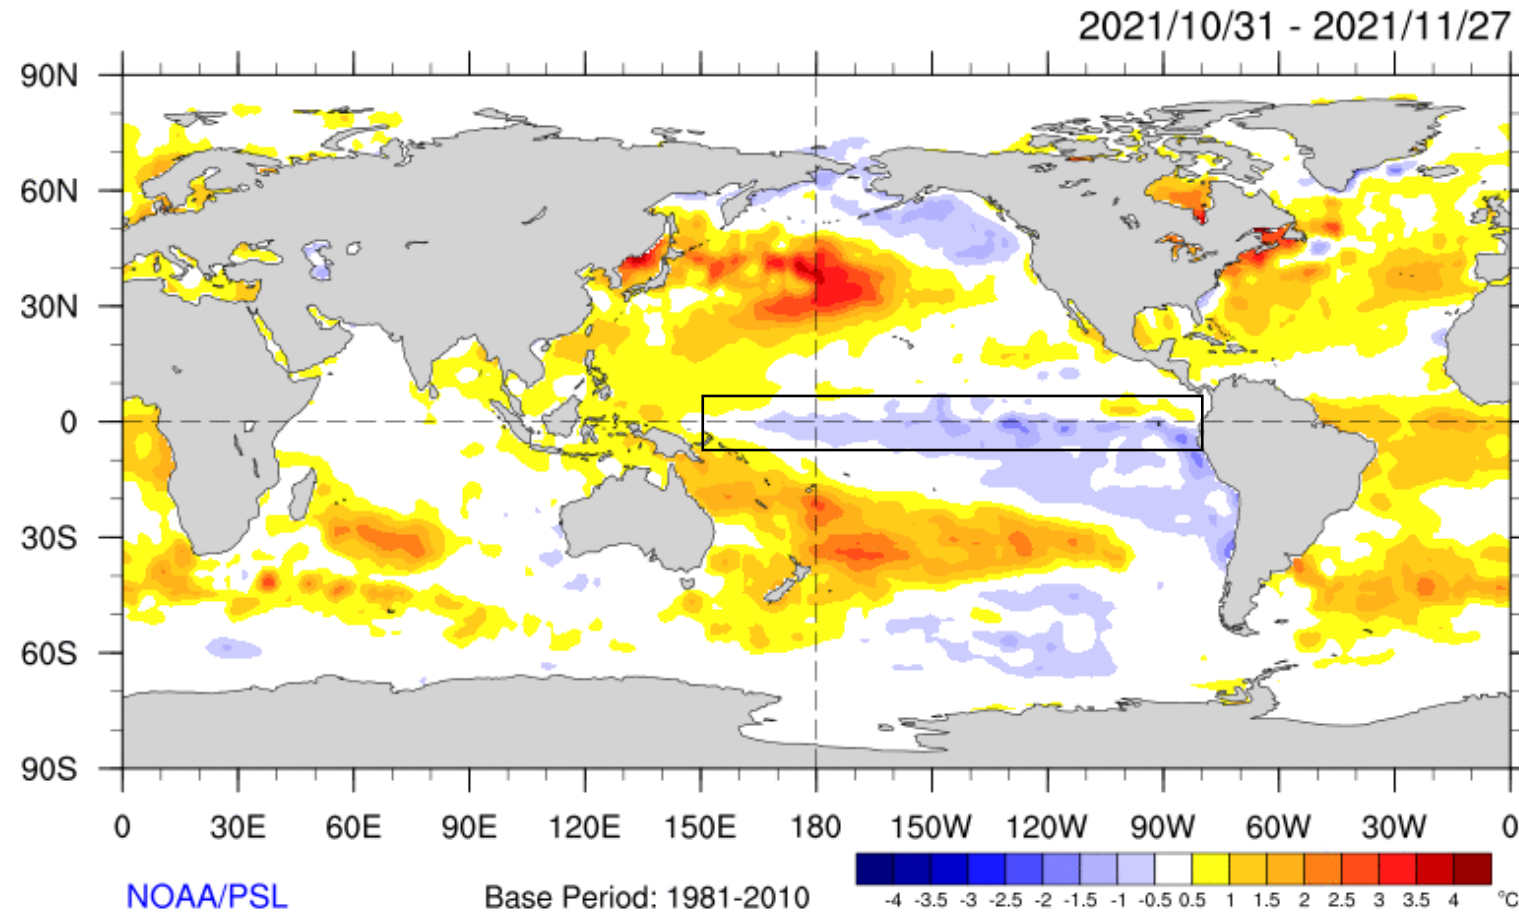 2021/10/31 - 2021/11/27
90N
60N
30N
0
30S
60S
90S
0 30E 60E 90E 120E 150E 180 150W 120W 90W 60W 30W 0
NOAA/PSL Base Period: 1981-2010
-4 -3.5 -3 -2.5 -2 -1.5 -1 -0.5 0.5 1 1.5 2 2.5 3 3.5 4 °C